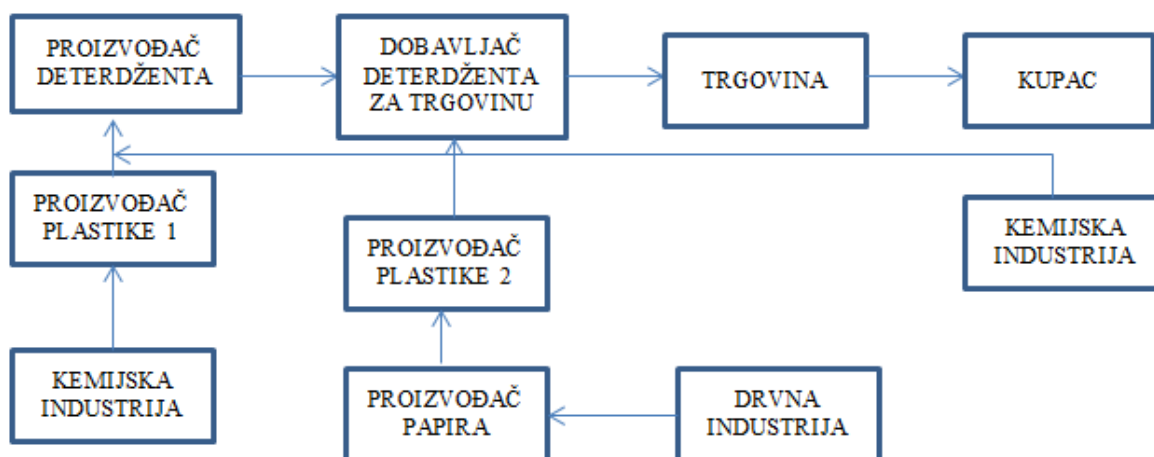 PROIZVOĐAČ
DETERDŽENTA
DOBAVLJAČ
DETERDŽENTA
ZA TRGOVINU
TRGOVINA
KUPAC
PROIZVOĐAČ
PLASTIKE 1
PROIZVOĐAČ
PLASTIKE 2
KEMIJSKA
INDUSTRIJA
KEMIJSKA
INDUSTRIJA
PROIZVOĐAČ
PAPIRA
DRVNA
INDUSTRIJA